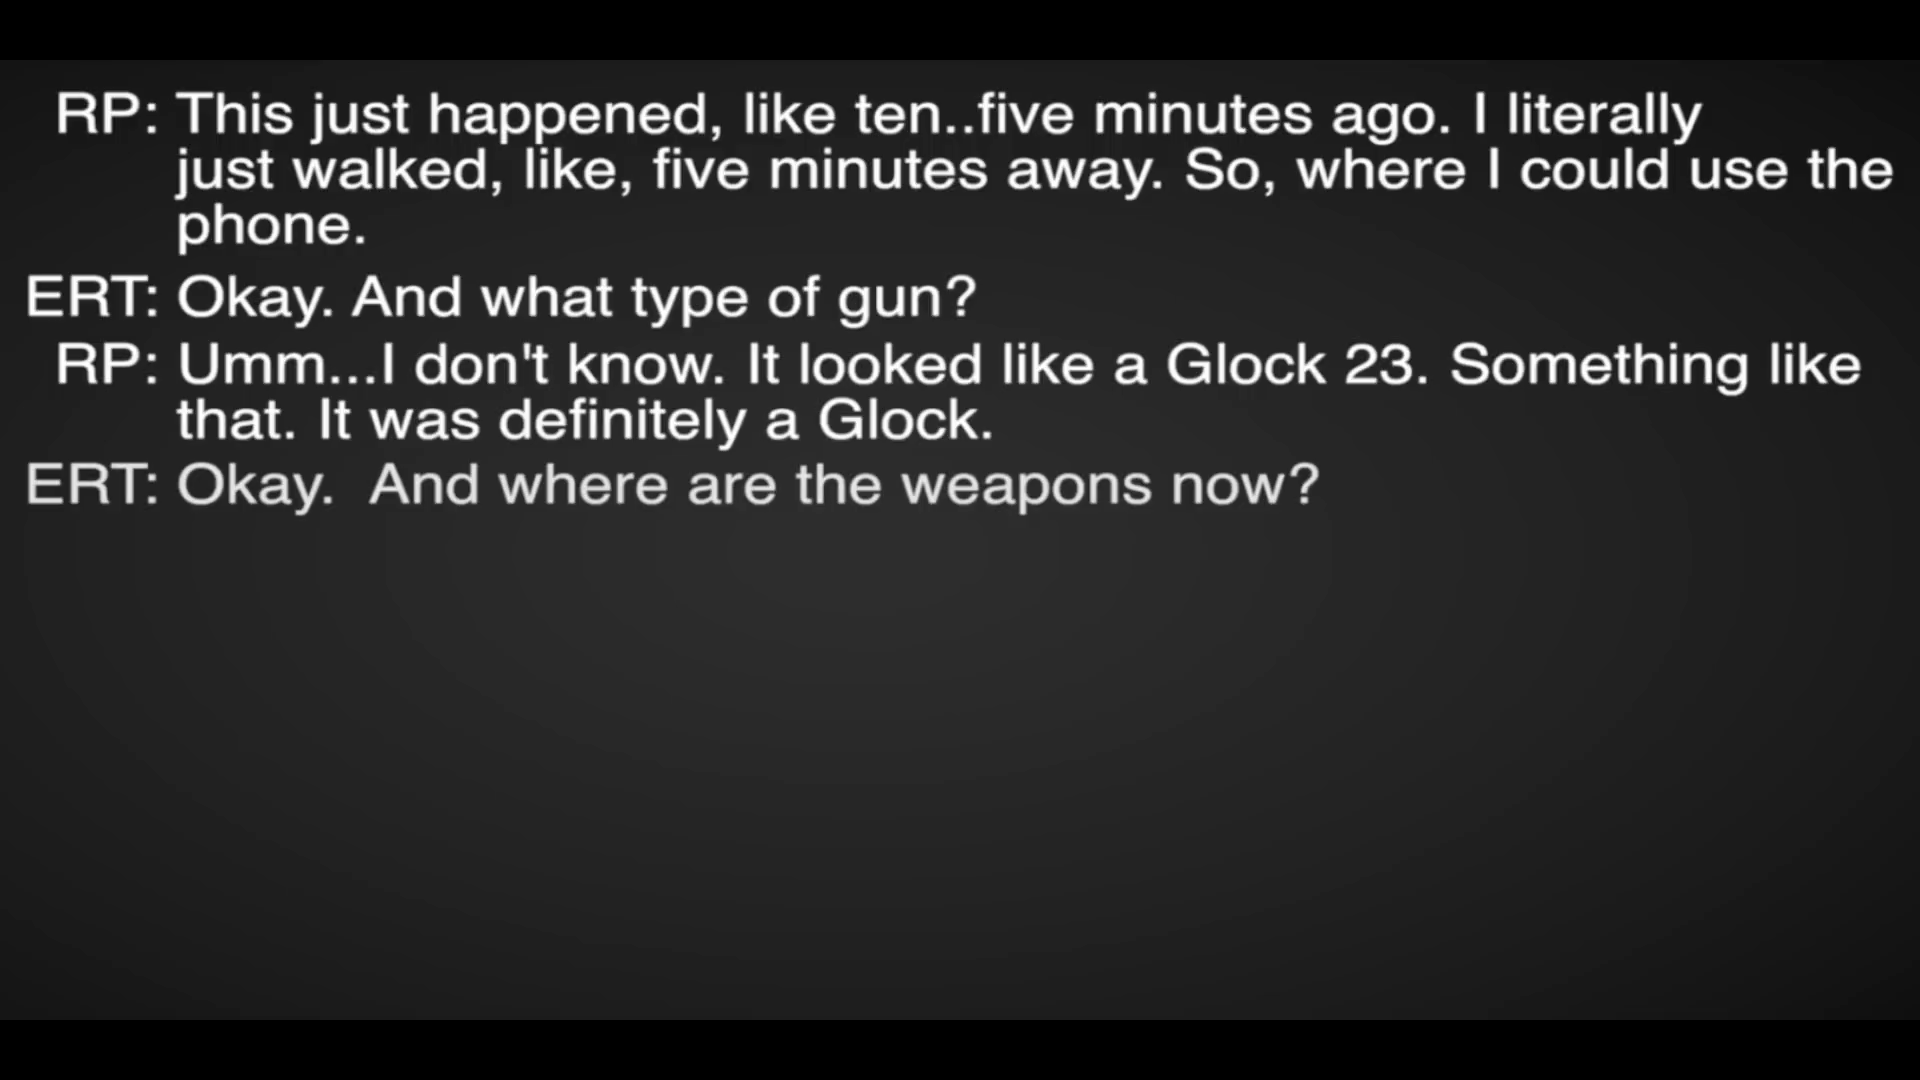 RP: This just happened, like ten..five minutes ago. I literally
just walked, like, five minutes away. So, where I could use the
phone.
ERT: Okay. And what type of gun?
RP: Umm...I don't know. It looked like a Glock 23. Something like
that. It was definitely a Glock.
ERT: Okay.  And where are the weapons now?